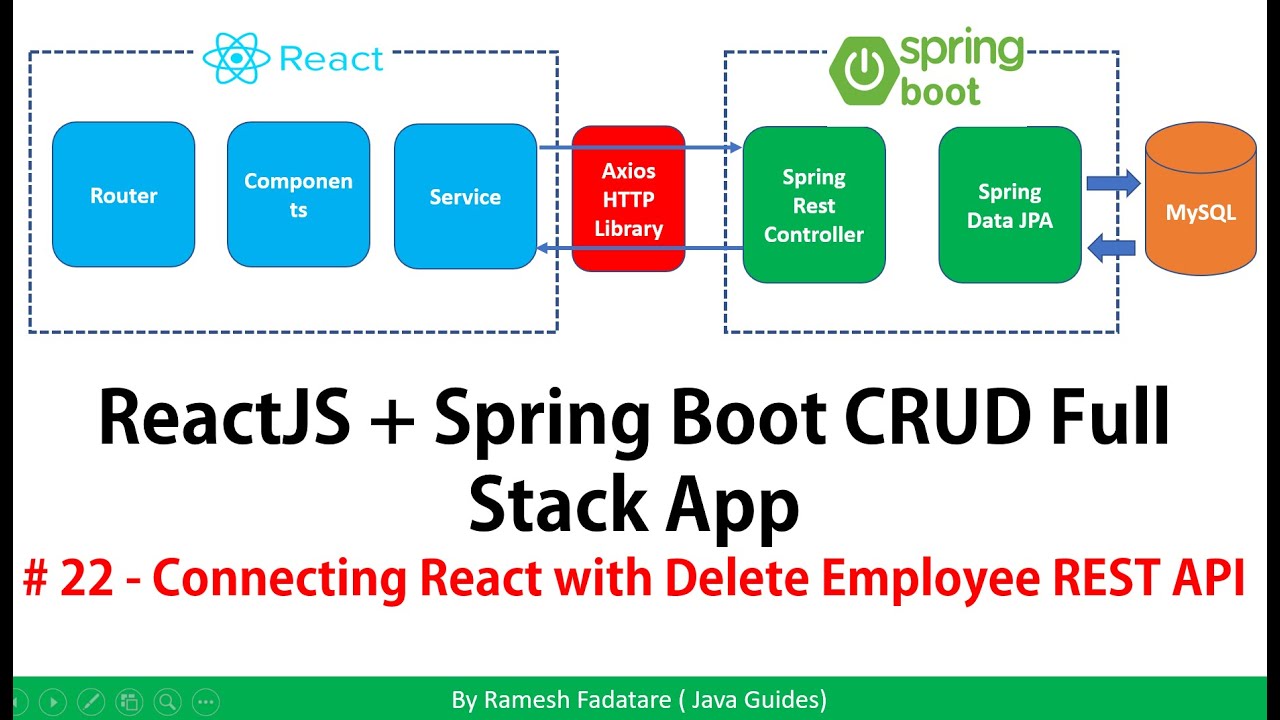 React
spring
boot
Router
Componen
ts
Service
Axios
HTTP
Library
Spring
Rest
Controller
Spring
Data JPA
MySQL
ReactJS + Spring Boot CRUD Full
Stack App
# 22 - Connecting React with Delete Employee REST API
By Ramesh Fadatare ( Java Guides)